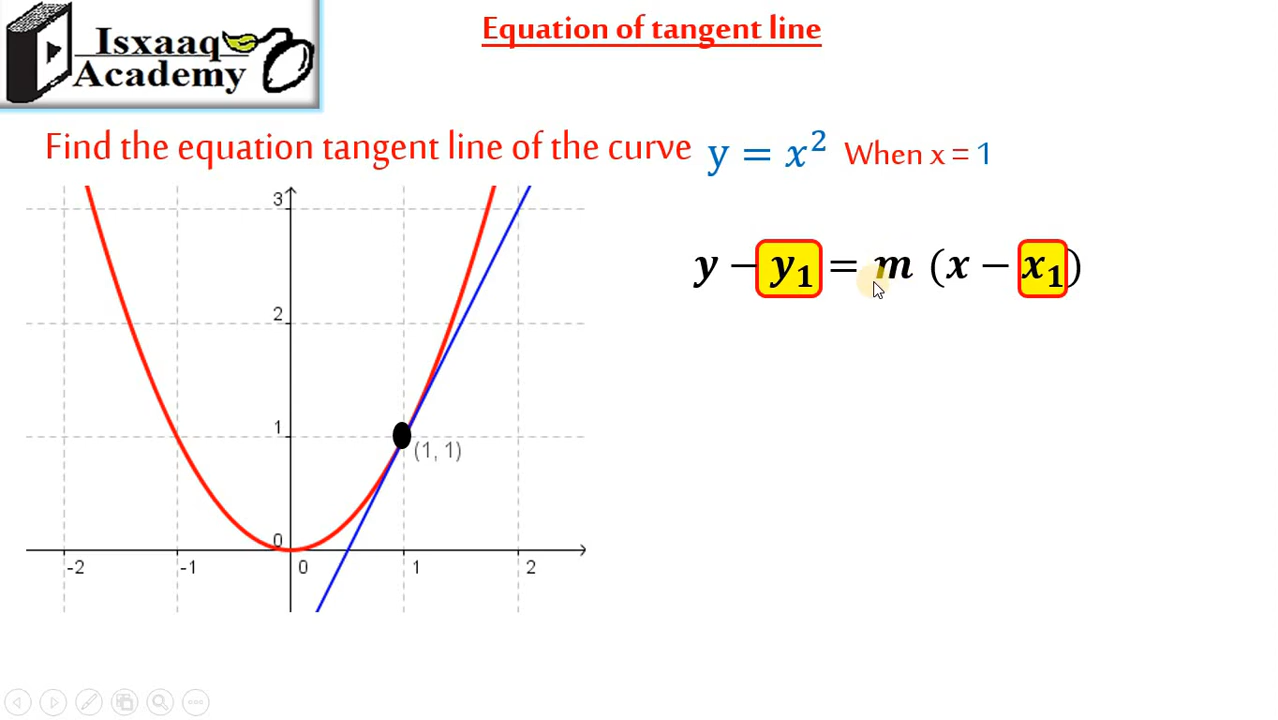 Isxaaq
Academy
Equation of tangent line
Find the equation tangent line of the curve y = x² When x = 1
y − y₁ = m (x − x₁)
3
2
1
(1, 1)
0
-2 -1 0 1 2